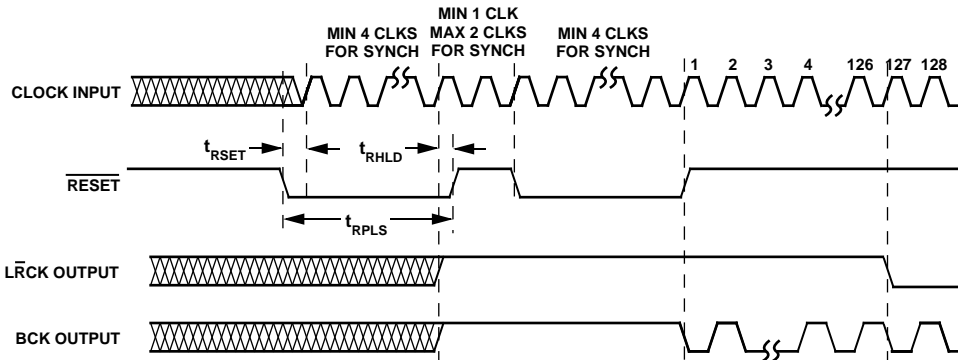 MIN 4 CLKS
FOR SYNCH
MIN 1 CLK
MAX 2 CLKS
FOR SYNCH
MIN 4 CLKS
FOR SYNCH
1 2 3 4 126 127 128
CLOCK INPUT
tRSET
tRHLD
RESET
tRPLS
LRCK OUTPUT
BCK OUTPUT